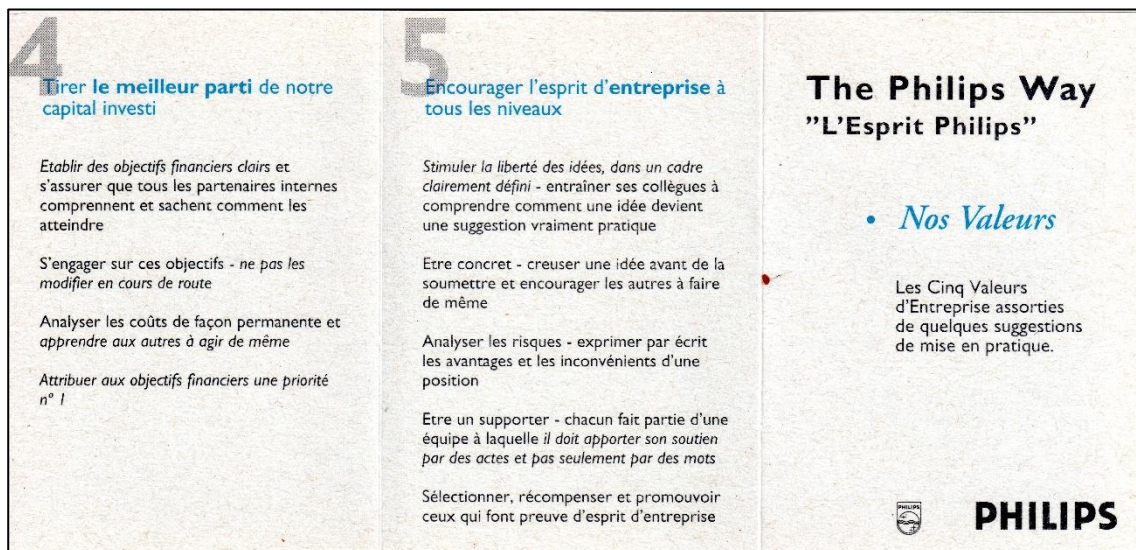 4
Tirer le meilleur parti de notre
capital investi
Etablir des objectifs financiers clairs et
s'assurer que tous les partenaires internes
comprennent et sachent comment les
atteindre
S'engager sur ces objectifs - ne pas les
modifier en cours de route
Analyser les coûts de façon permanente et
apprendre aux autres à agir de même
Attribuer aux objectifs financiers une priorité
n° 1
5
Encourager l'esprit d'entreprise à
tous les niveaux
Stimuler la liberté des idées, dans un cadre
clairement défini - entraîner ses collègues à
comprendre comment une idée devient
une suggestion vraiment pratique
Etre concret - creuser une idée avant de la
soumettre et encourager les autres à faire
de même
Analyser les risques - exprimer par écrit
les avantages et les inconvénients d'une
position
Etre un supporter - chacun fait partie d'une
équipe à laquelle il doit apporter son soutien
par des actes et pas seulement par des mots
Sélectionner, récompenser et promouvoir
ceux qui font preuve d'esprit d'entreprise
The Philips Way
"L'Esprit Philips"
• Nos Valeurs
Les Cinq Valeurs
d'Entreprise assorties
de quelques suggestions
de mise en pratique.
PHILIPS
PHILIPS